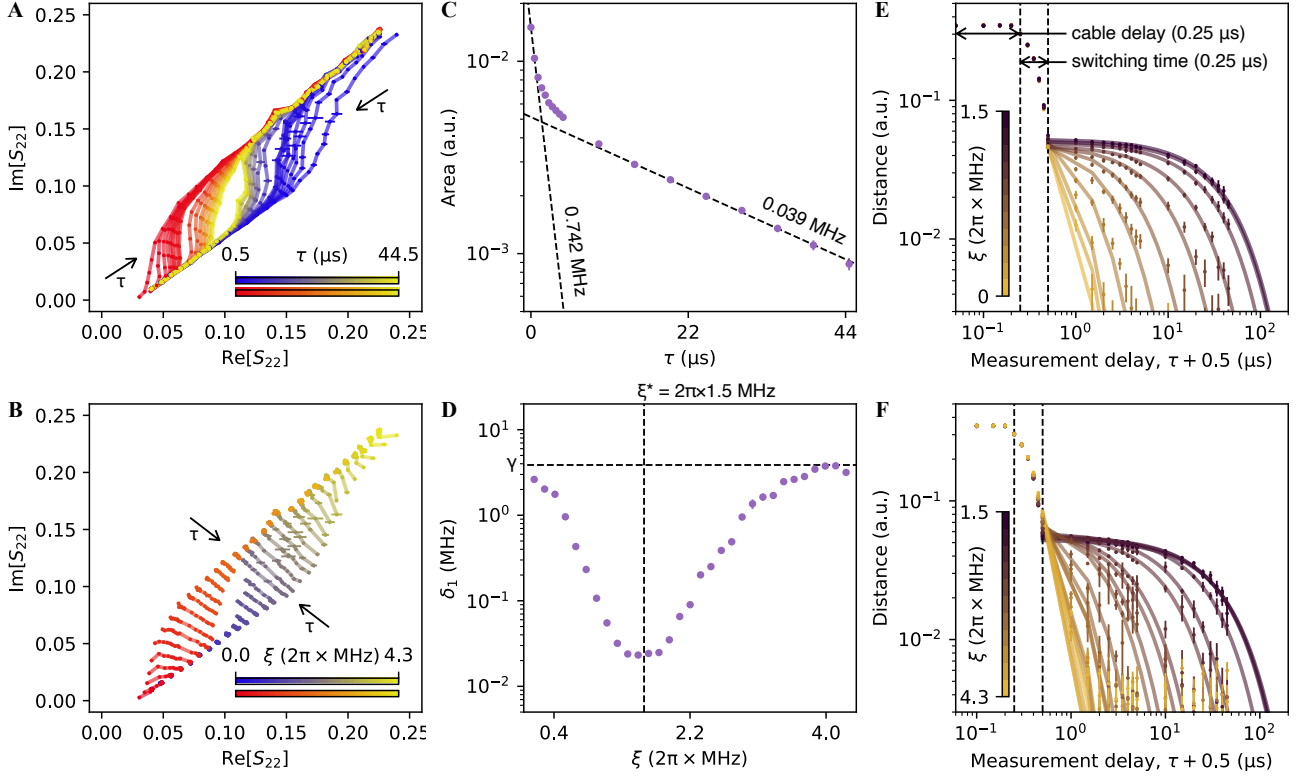 A
0.25
0.20
0.15
0.10
0.05
0.00
Im[S₂₂]
τ
τ
0.5 τ (μs) 44.5
0.00 0.05 0.10 0.15 0.20 0.25
Re[S₂₂]
B
0.25
0.20
0.15
0.10
0.05
0.00
Im[S₂₂]
τ
τ
0.0 ξ (2π × MHz) 4.3
0.00 0.05 0.10 0.15 0.20 0.25
Re[S₂₂]
C
10⁻²
10⁻³
Area (a.u.)
0.742 MHz
0.039 MHz
0 22 44
τ (μs)
D
ξ* = 2π×1.5 MHz
10¹
γ
10⁰
10⁻¹
10⁻²
δ₁ (MHz)
0.4 2.2 4.0
ξ (2π × MHz)
E
cable delay (0.25 μs)
switching time (0.25 μs)
10⁻¹
10⁻²
Distance (a.u.)
1.5
ξ (2π × MHz)
0
10⁻¹ 10⁰ 10¹ 10²
Measurement delay, τ + 0.5 (μs)
F
10⁻¹
10⁻²
Distance (a.u.)
1.5
ξ (2π × MHz)
4.3
10⁻¹ 10⁰ 10¹ 10²
Measurement delay, τ + 0.5 (μs)